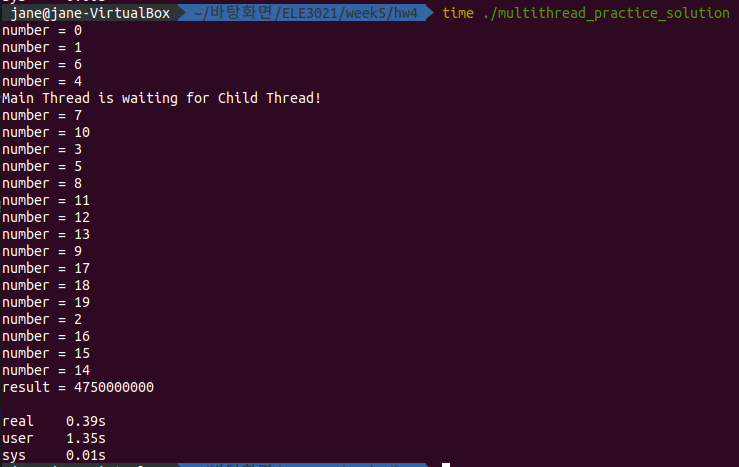 jane@jane-VirtualBox ~/바탕화면/ELE3021/week5/hw4 time ./multithread_practice_solution
number = 0
number = 1
number = 6
number = 4
Main Thread is waiting for Child Thread!
number = 7
number = 10
number = 3
number = 5
number = 8
number = 11
number = 12
number = 13
number = 9
number = 17
number = 18
number = 19
number = 2
number = 16
number = 15
number = 14
result = 4750000000
real 0.39s
user 1.35s
sys 0.01s